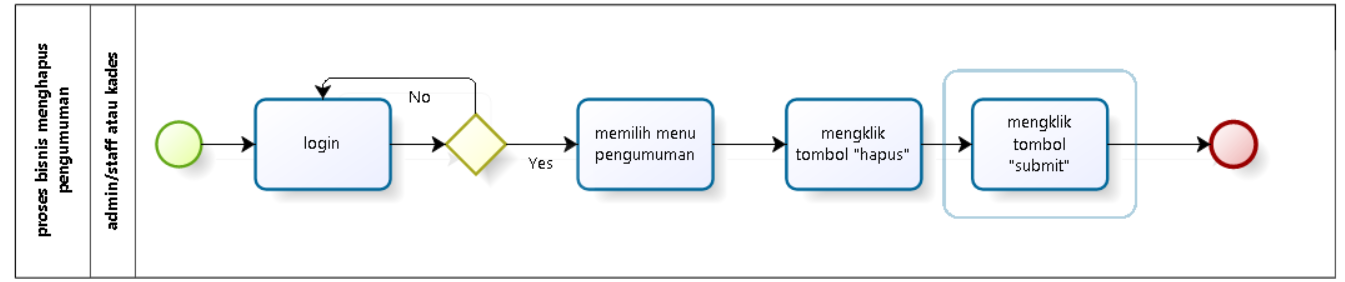 proses bisnis menghapus
pengumuman
admin/staff atau kades
login
No
Yes
memilih menu
pengumuman
mengklik
tombol "hapus"
mengklik
tombol
"submit"